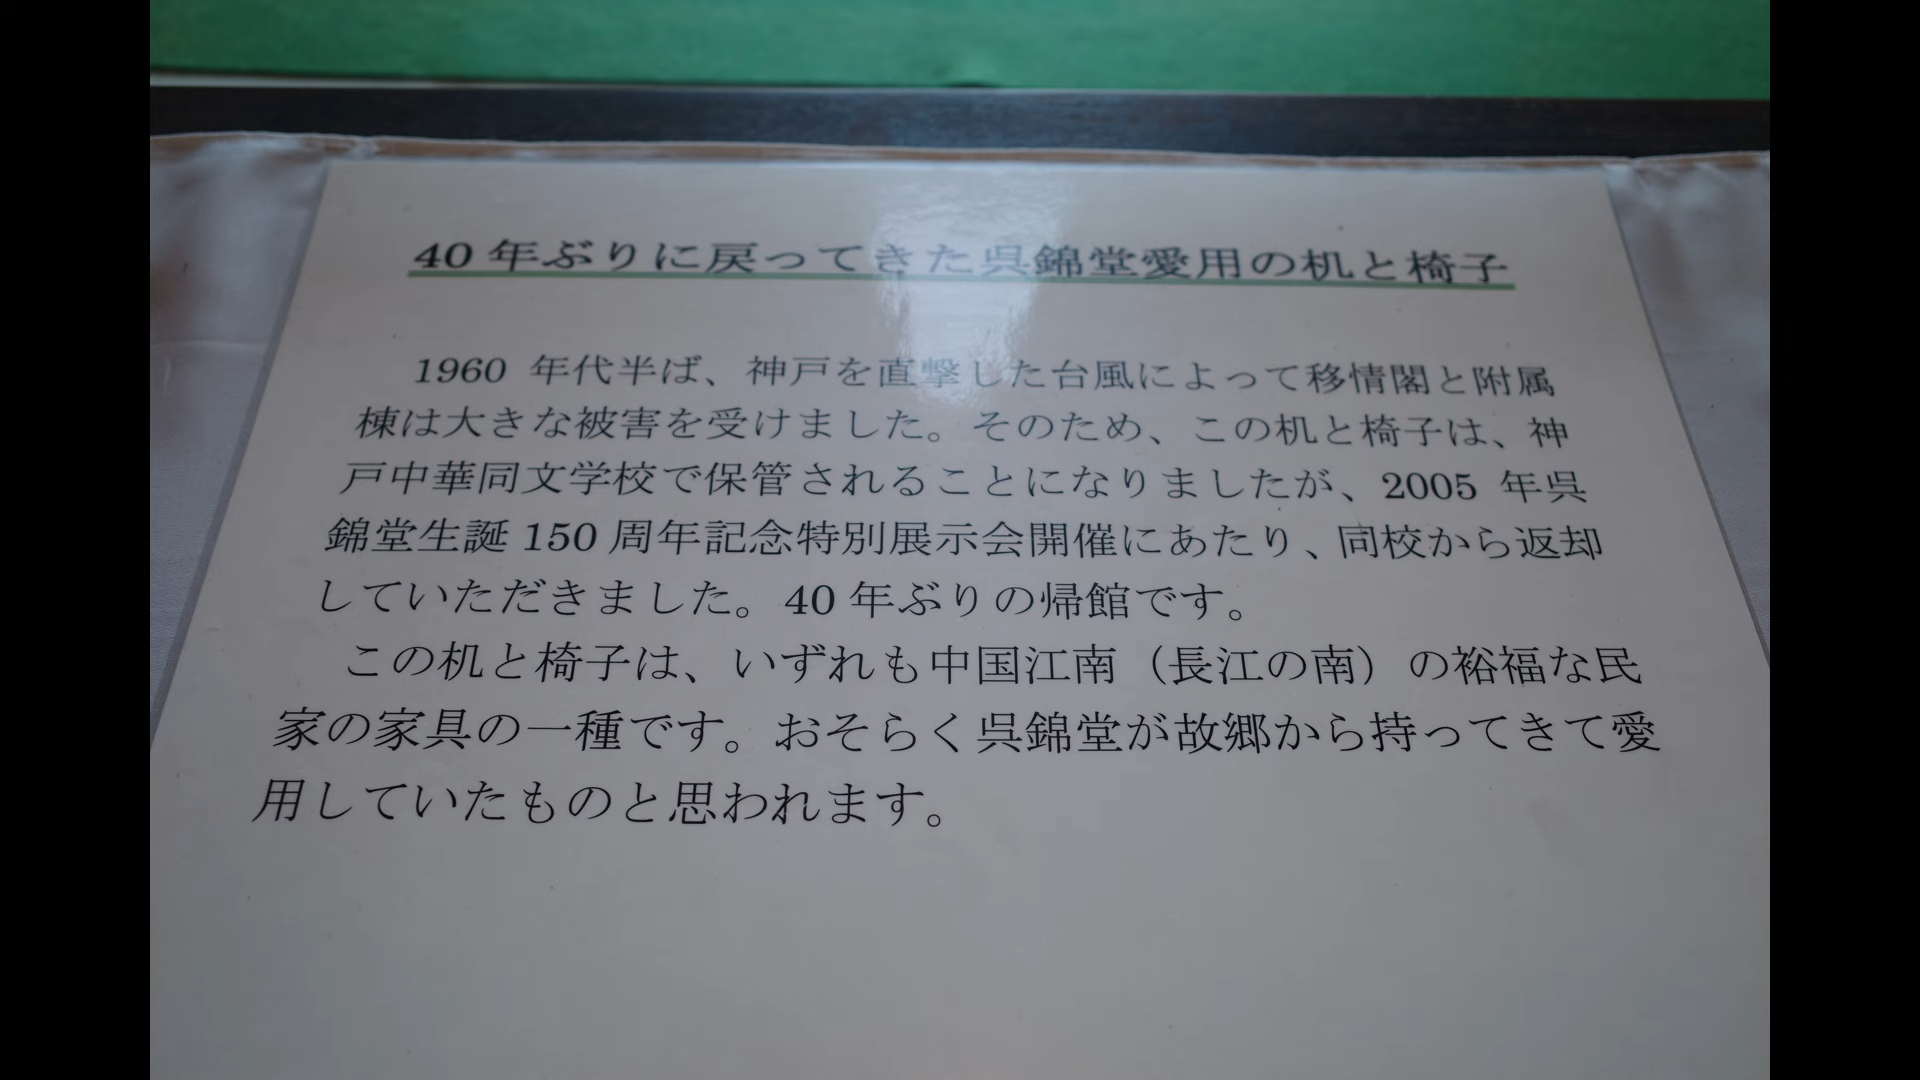 40 年ぶりに戻ってきた呉錦堂愛用の机と椅子
1960 年代半ば、神戸を直撃した台風によって移情閣と附属
棟は大きな被害を受けました。そのため、この机と椅子は、神
戸中華同文学校で保管されることになりましたが、2005 年呉
錦堂生誕 150 周年記念特別展示会開催にあたり、同校から返却
していただきました。40 年ぶりの帰館です。
この机と椅子は、いずれも中国江南（長江の南）の裕福な民
家の家具の一種です。おそらく呉錦堂が故郷から持ってきて愛
用していたものと思われます。